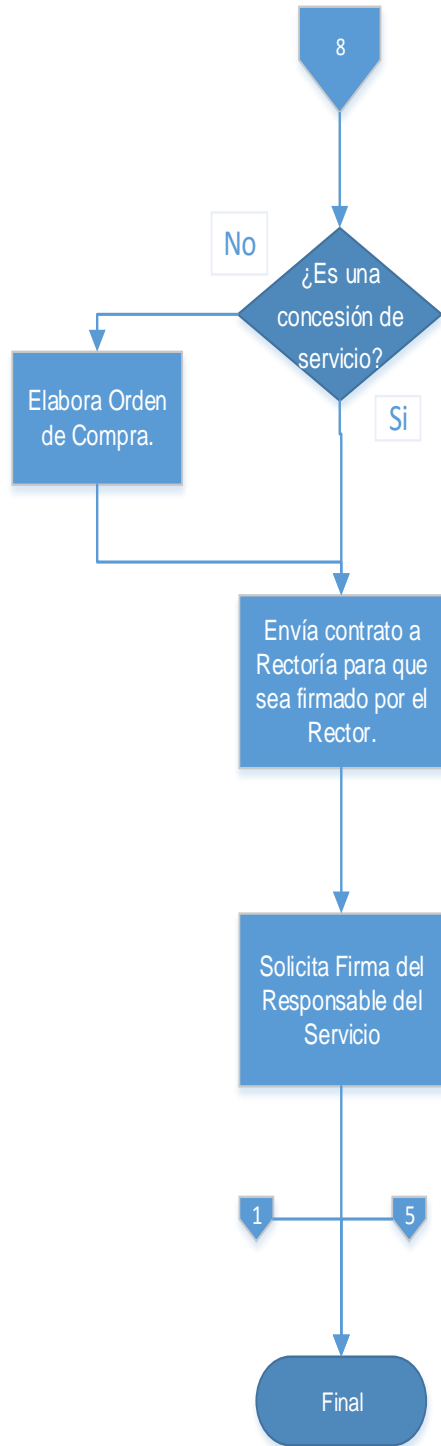 8
No
¿Es una
concesión de
servicio?
Si
Elabora Orden
de Compra.
Envía contrato a
Rectoría para que
sea firmado por el
Rector.
Solicita Firma del
Responsable del
Servicio
1
5
Final